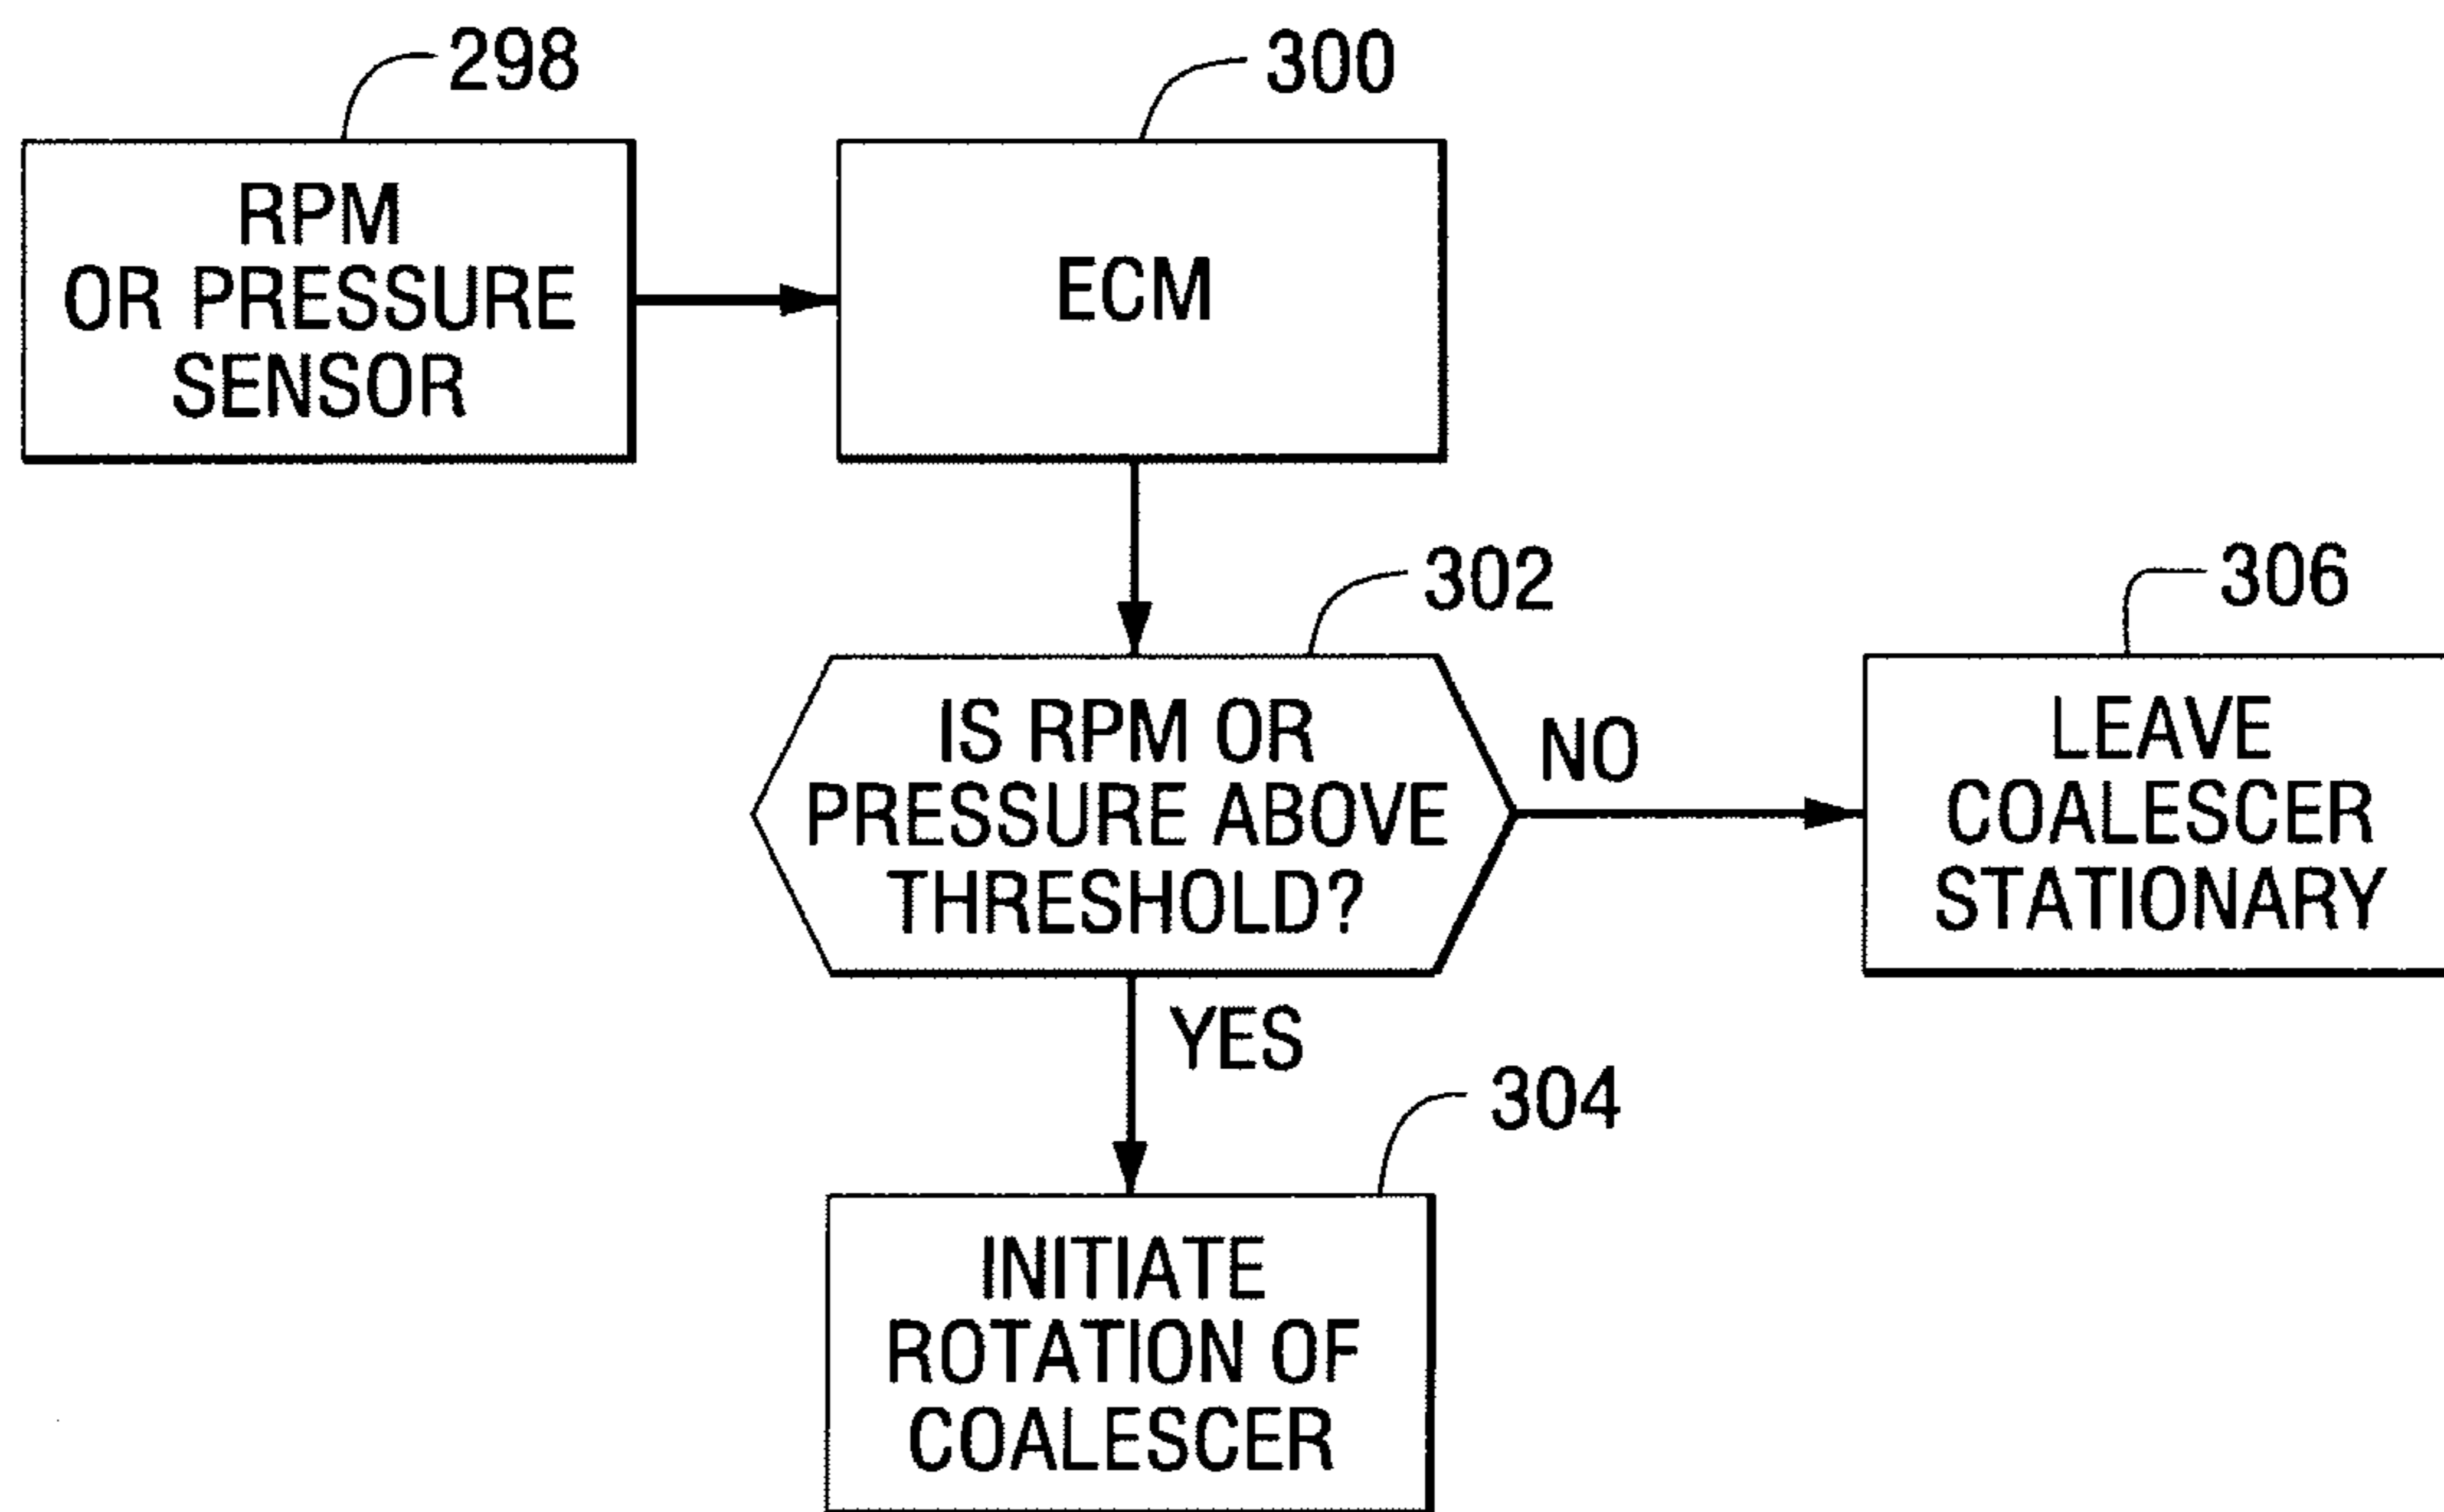 298
300
RPM
OR PRESSURE
SENSOR
ECM
302
306
IS RPM OR
PRESSURE ABOVE
THRESHOLD?
NO
LEAVE
COALESCER
STATIONARY
YES
304
INITIATE
ROTATION OF
COALESCER